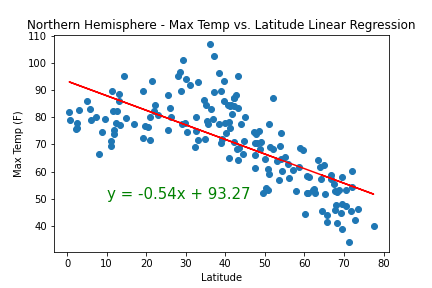 Northern Hemisphere - Max Temp vs. Latitude Linear Regression
110
100
90
80
70
60
50
40
Max Temp (F)
y = -0.54x + 93.27
0 10 20 30 40 50 60 70 80
Latitude